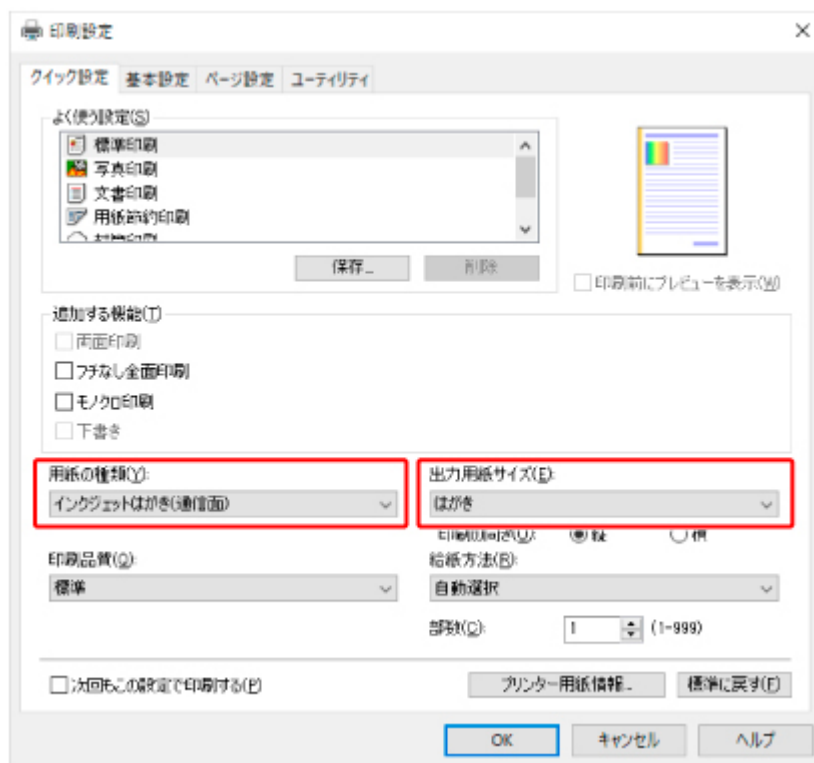 印刷設定
クイック設定 基本設定 ページ設定 ユーティリティ
よく使う設定(S)
標準印刷
写真印刷
文書印刷
用紙節約印刷
封筒印刷
保存...
削除
印刷前にプレビューを表示(W)
追加する機能(T)
両面印刷
フチなし全面印刷
モノクロ印刷
下書き
用紙の種類(Y):
インクジェットはがき(通信面)
出力用紙サイズ(E):
はがき
印刷の向き(U): 縦 横
印刷品質(Q):
標準
給紙方法(R):
自動選択
部数(C): 1 (1-999)
次回もこの設定で印刷する(P)
プリンター用紙情報...
標準に戻す(F)
OK キャンセル ヘルプ